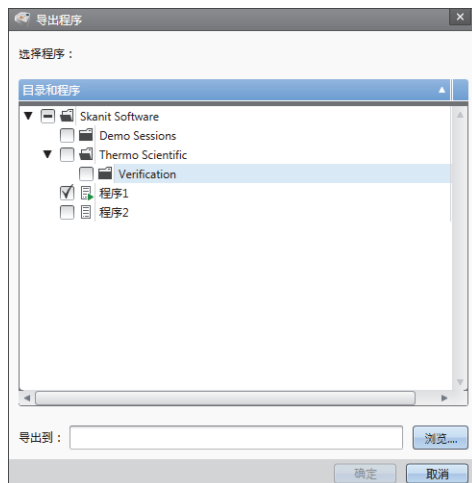 导出程序
选择程序：
目录和程序
Skanit Software
Demo Sessions
Thermo Scientific
Verification
程序1
程序2
导出到：
浏览....
确定
取消